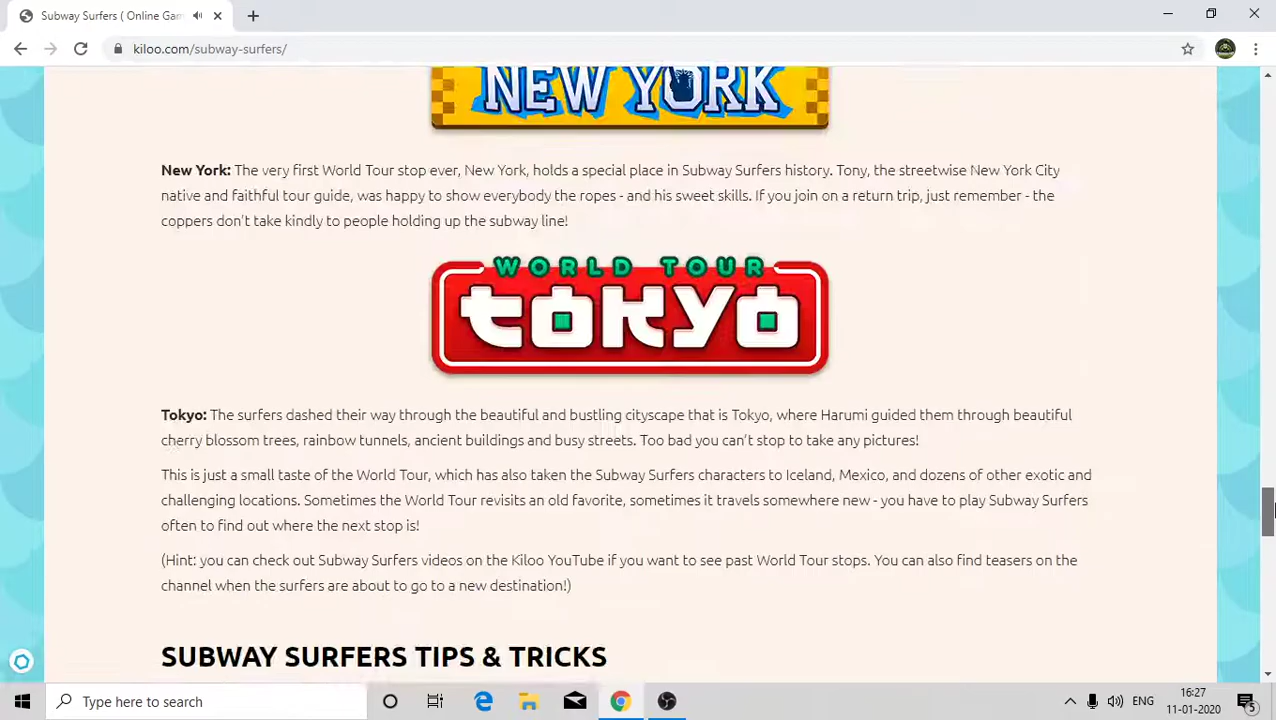 Subway Surfers ( Online Gam
kiloo.com/subway-surfers/
NEW YORK
New York: The very first World Tour stop ever, New York, holds a special place in Subway Surfers history. Tony, the streetwise New York City
native and faithful tour guide, was happy to show everybody the ropes - and his sweet skills. If you join on a return trip, just remember - the
coppers don't take kindly to people holding up the subway line!
WORLD TOUR
tokyo
Tokyo: The surfers dashed their way through the beautiful and bustling cityscape that is Tokyo, where Harumi guided them through beautiful
cherry blossom trees, rainbow tunnels, ancient buildings and busy streets. Too bad you can't stop to take any pictures!
This is just a small taste of the World Tour, which has also taken the Subway Surfers characters to Iceland, Mexico, and dozens of other exotic and
challenging locations. Sometimes the World Tour revisits an old favorite, sometimes it travels somewhere new - you have to play Subway Surfers
often to find out where the next stop is!
(Hint: you can check out Subway Surfers videos on the Kiloo YouTube if you want to see past World Tour stops. You can also find teasers on the
channel when the surfers are about to go to a new destination!)
SUBWAY SURFERS TIPS & TRICKS
Type here to search
ENG
16:27
11-01-2020
5